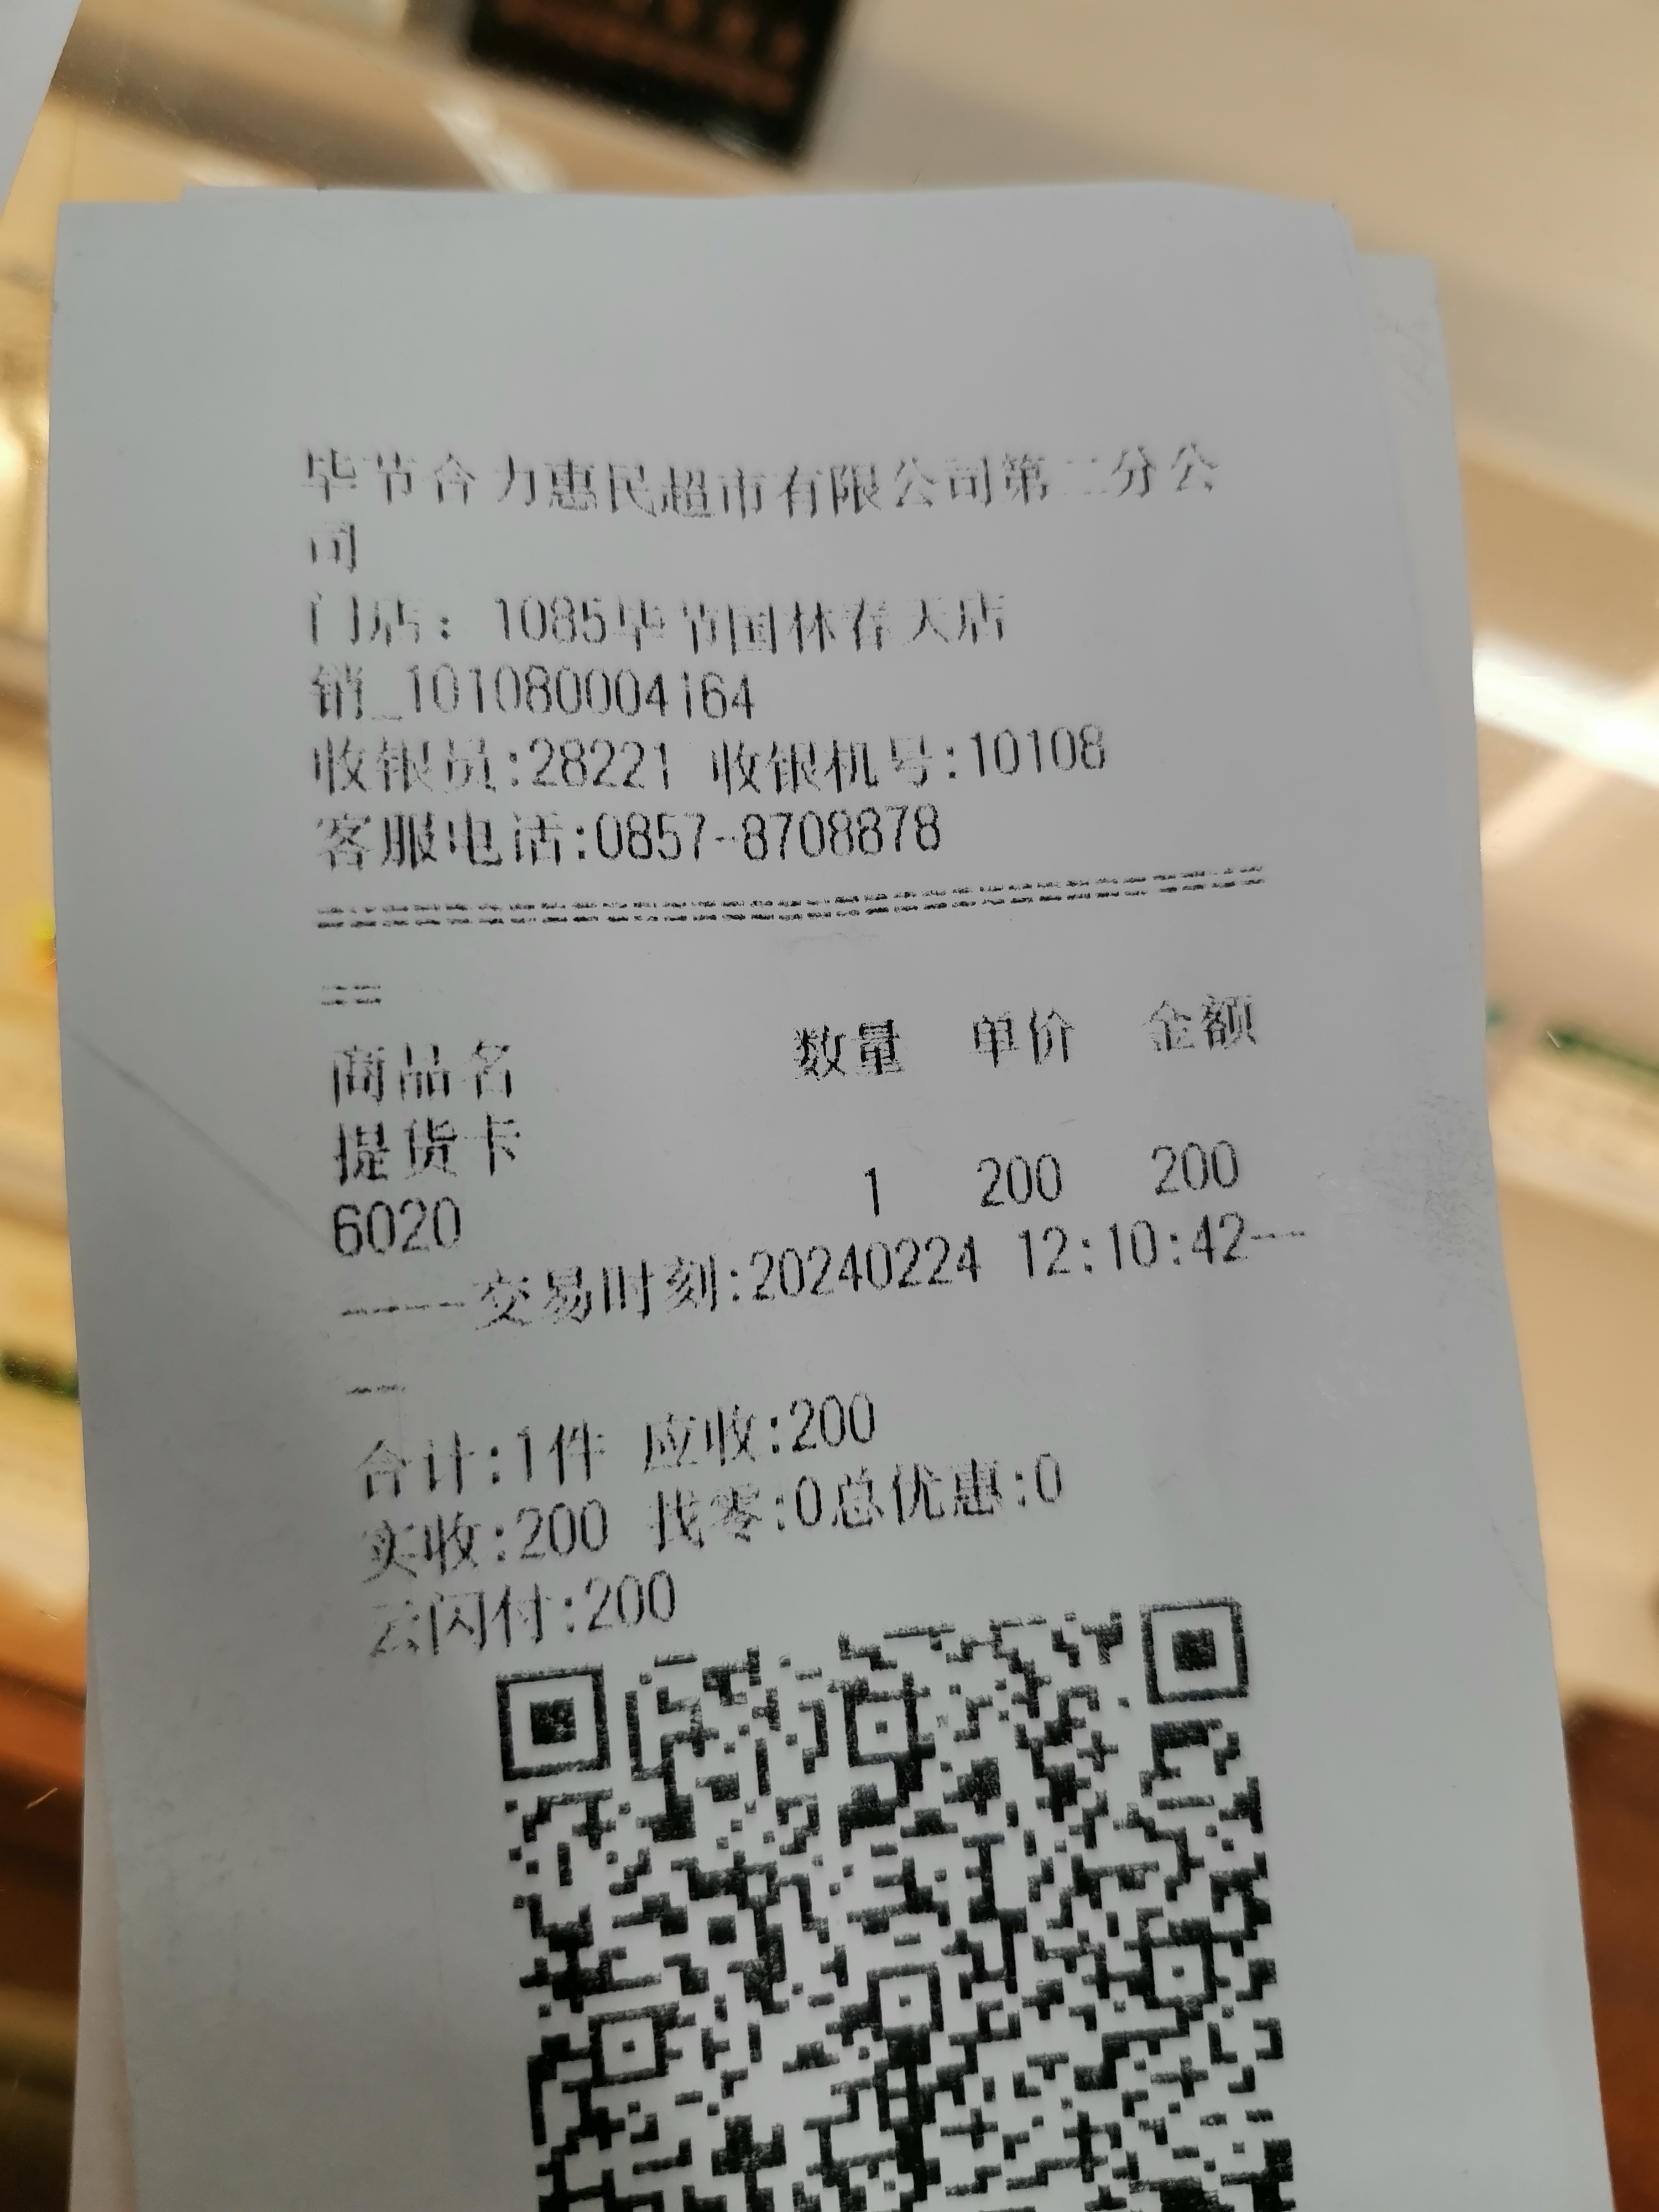 毕节合力惠民超市有限公司第二分公
司
门店：1085毕节国林春天店
销_101080004164
收银员:28221 收银机号:10108
客服电话:0857-8708878
================================
==
商品名 数量 单价 金额
提货卡
6020 1 200 200
----交易时刻:20240224 12:10:42--
--
合计:1件 应收:200
实收:200 找零:0总优惠:0
云闪付:200